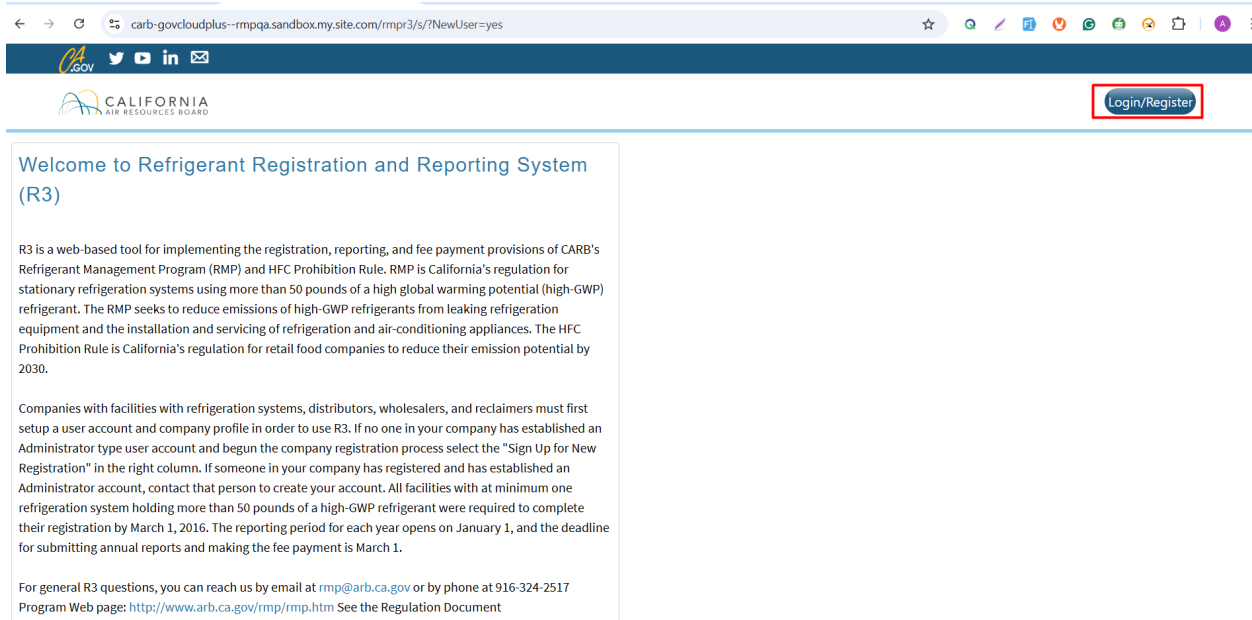 carb-govcloudplus--rmpqa.sandbox.my.site.com/rmpr3/s/?NewUser=yes
A
CA
.GOV
in
CALIFORNIA
AIR RESOURCES BOARD
Login/Register
Welcome to Refrigerant Registration and Reporting System
(R3)
R3 is a web-based tool for implementing the registration, reporting, and fee payment provisions of CARB's
Refrigerant Management Program (RMP) and HFC Prohibition Rule. RMP is California's regulation for
stationary refrigeration systems using more than 50 pounds of a high global warming potential (high-GWP)
refrigerant. The RMP seeks to reduce emissions of high-GWP refrigerants from leaking refrigeration
equipment and the installation and servicing of refrigeration and air-conditioning appliances. The HFC
Prohibition Rule is California's regulation for retail food companies to reduce their emission potential by
2030.
Companies with facilities with refrigeration systems, distributors, wholesalers, and reclaimers must first
setup a user account and company profile in order to use R3. If no one in your company has established an
Administrator type user account and begun the company registration process select the "Sign Up for New
Registration" in the right column. If someone in your company has registered and has established an
Administrator account, contact that person to create your account. All facilities with at minimum one
refrigeration system holding more than 50 pounds of a high-GWP refrigerant were required to complete
their registration by March 1, 2016. The reporting period for each year opens on January 1, and the deadline
for submitting annual reports and making the fee payment is March 1.
For general R3 questions, you can reach us by email at rmp@arb.ca.gov or by phone at 916-324-2517
Program Web page: http://www.arb.ca.gov/rmp/rmp.htm See the Regulation Document